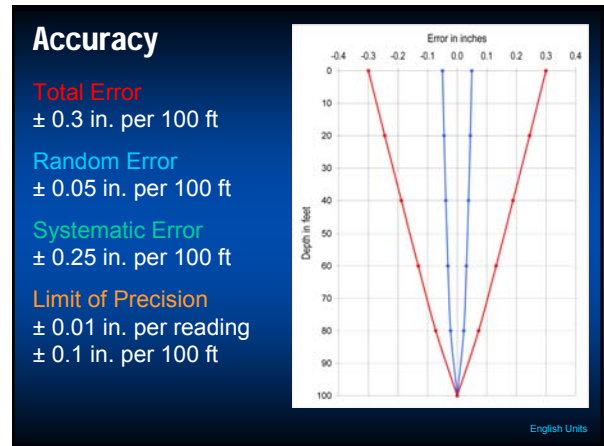 Accuracy
Total Error
± 0.3 in. per 100 ft
Random Error
± 0.05 in. per 100 ft
Systematic Error
± 0.25 in. per 100 ft
Limit of Precision
± 0.01 in. per reading
± 0.1 in. per 100 ft
Error in inches
-0.4 -0.3 -0.2 -0.1 0.0 0.1 0.2 0.3 0.4
Depth in feet
0
10
20
30
40
50
60
70
80
90
100
English Units